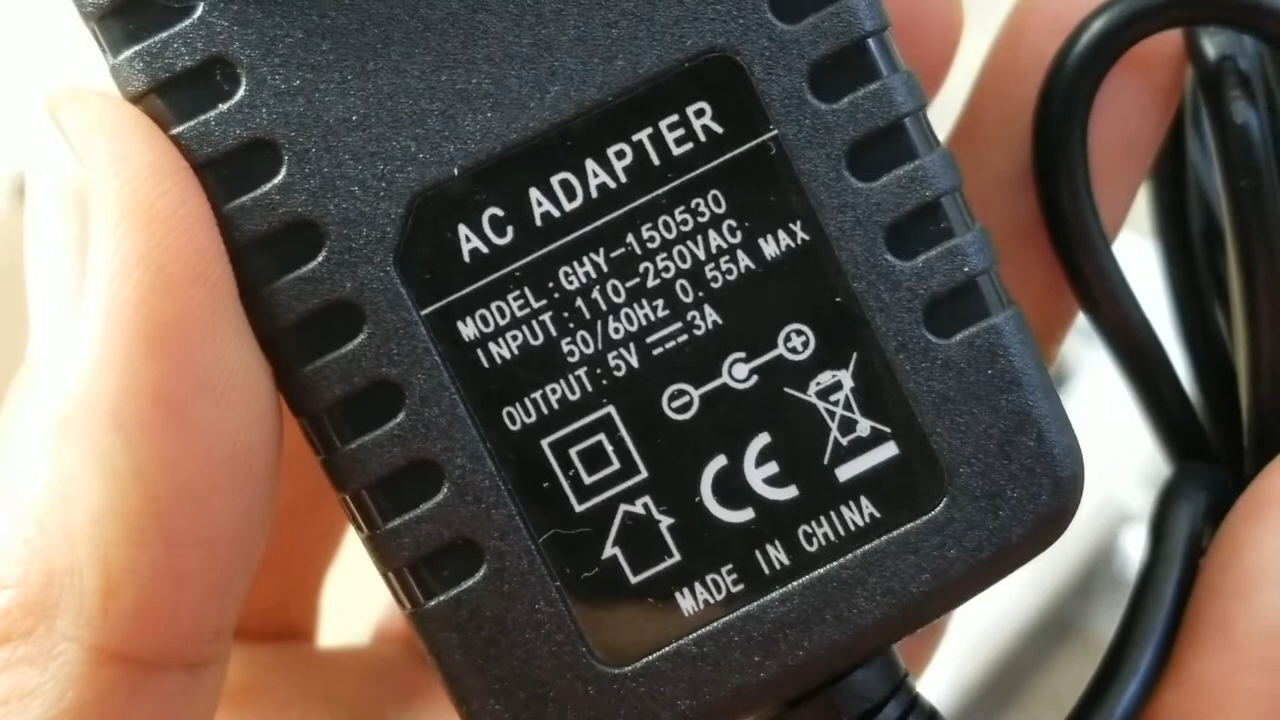 AC ADAPTER
MODEL:GHY-150530
INPUT:110-250VAC
50/60Hz 0.55A MAX
OUTPUT:5V ⎓ 3A
CE
MADE IN CHINA